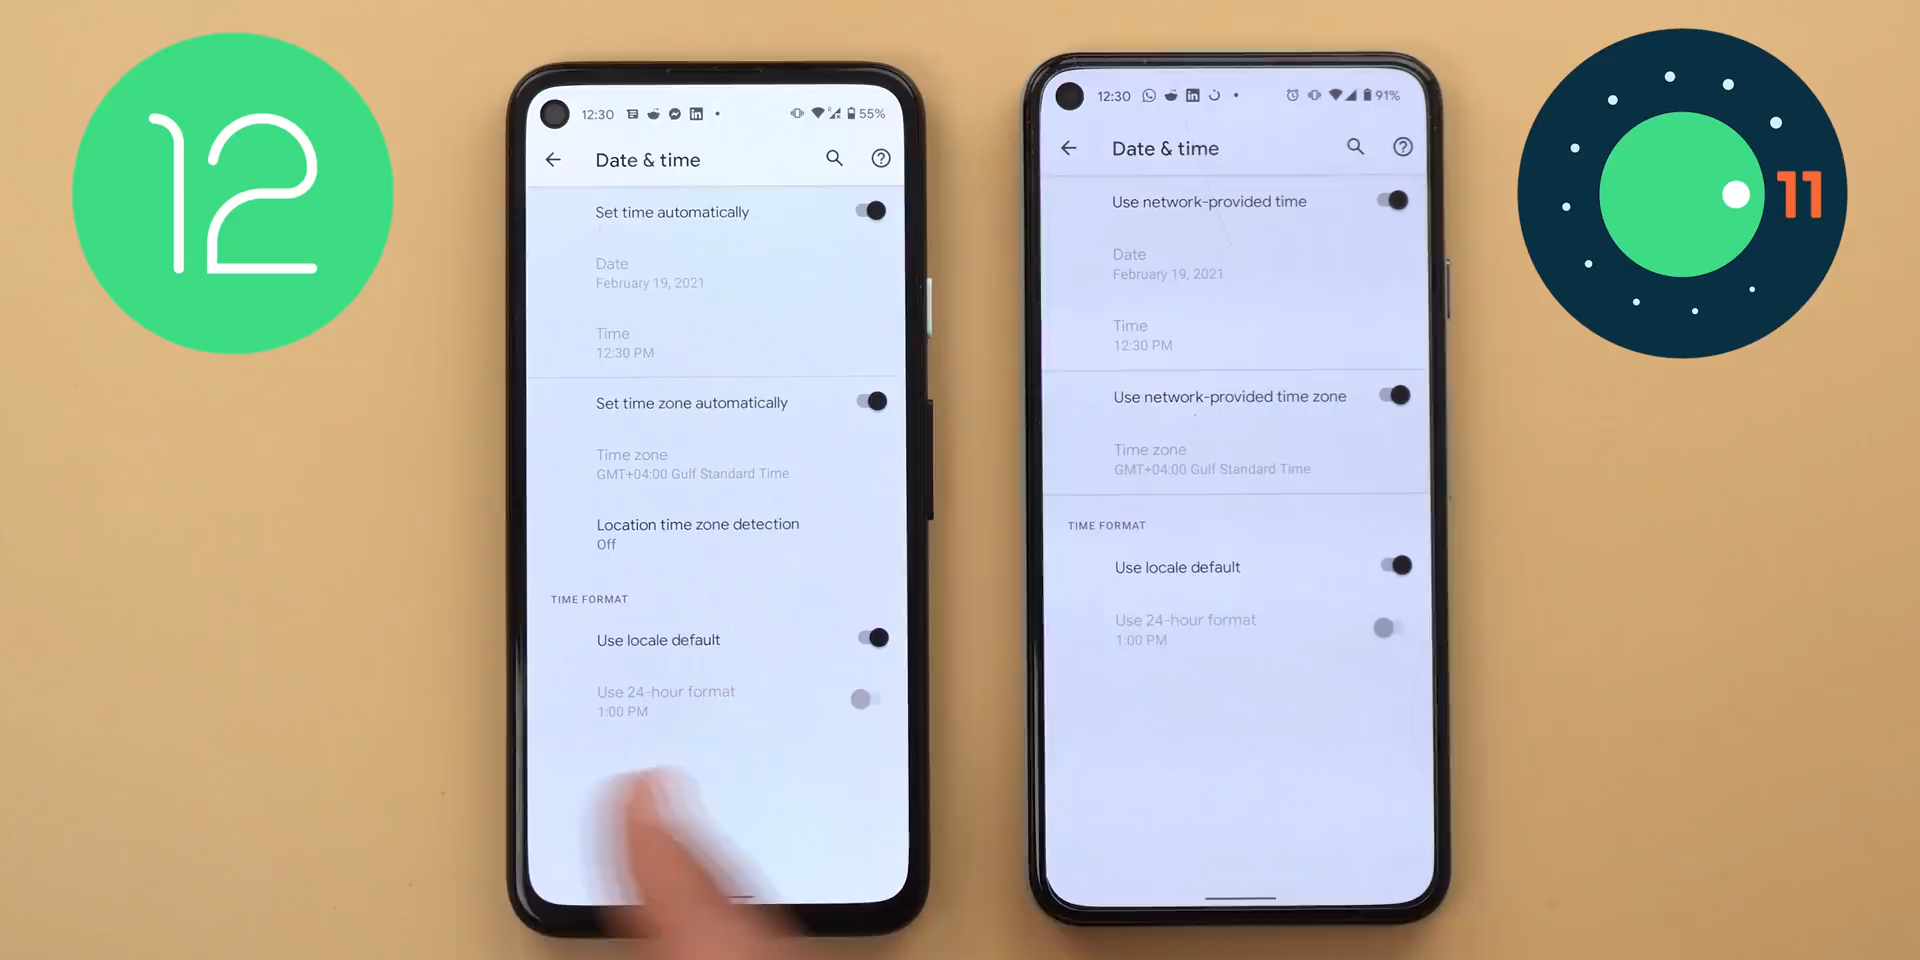 12
12:30
55%
Date & time
Set time automatically
Date
February 19, 2021
Time
12:30 PM
Set time zone automatically
Time zone
GMT+04:00 Gulf Standard Time
Location time zone detection
Off
TIME FORMAT
Use locale default
Use 24-hour format
1:00 PM
12:30
91%
Date & time
Use network-provided time
Date
February 19, 2021
Time
12:30 PM
Use network-provided time zone
Time zone
GMT+04:00 Gulf Standard Time
TIME FORMAT
Use locale default
Use 24-hour format
1:00 PM
11